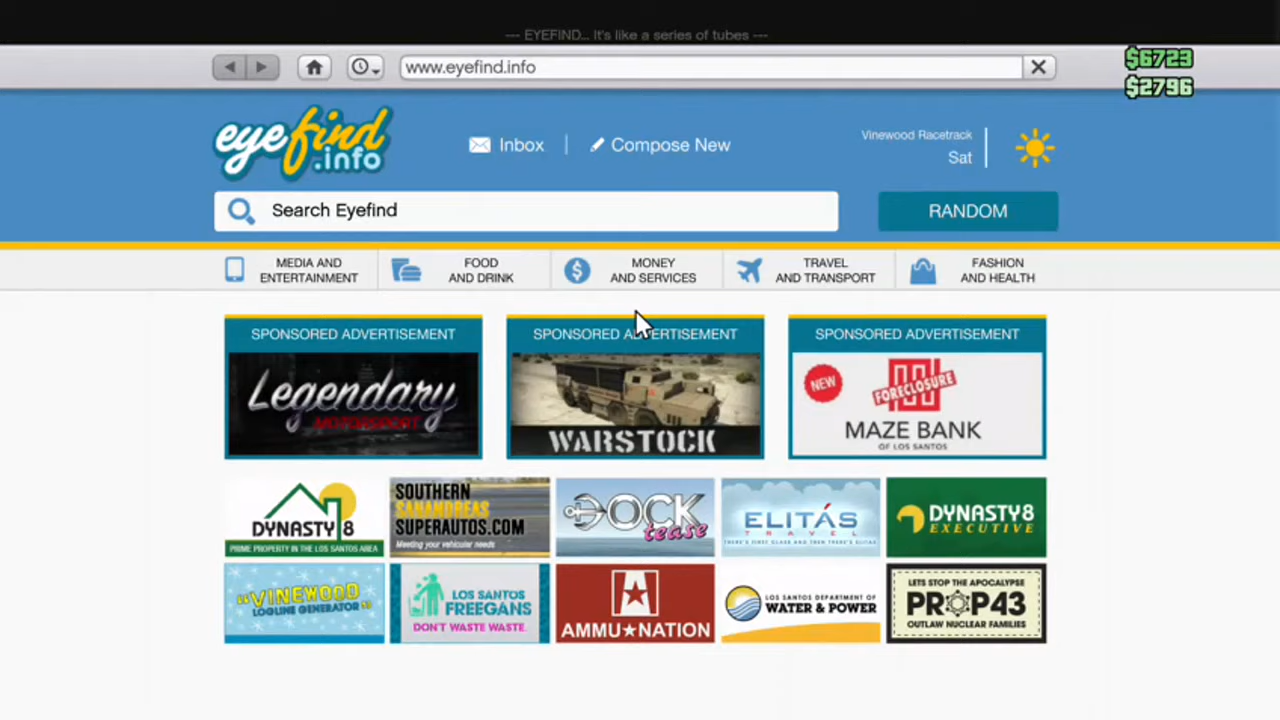 --- EYEFIND... It's like a series of tubes ---
www.eyefind.info
$6723
$2796
eyefind.info
Inbox
Compose New
Vinewood Racetrack
Sat
Search Eyefind
RANDOM
MEDIA AND
ENTERTAINMENT
FOOD
AND DRINK
MONEY
AND SERVICES
TRAVEL
AND TRANSPORT
FASHION
AND HEALTH
SPONSORED ADVERTISEMENT
Legendary
MOTORSPORT
SPONSORED ADVERTISEMENT
WARSTOCK
SPONSORED ADVERTISEMENT
NEW
FORECLOSURE
MAZE BANK
OF LOS SANTOS
DYNASTY 8
PRIME PROPERTY IN THE LOS SANTOS AREA
SOUTHERN
SANANDREAS
SUPERAUTOS.COM
Meeting your vehicular needs
DOCK
tease
ELITÁS
TRAVEL
THERE'S FIRST CLASS AND THEN THERE'S ELITÁS
DYNASTY8
EXECUTIVE
"VINEWOOD
LOGLINE GENERATOR"
LOS SANTOS
FREEGANS
DON'T WASTE WASTE.
AMMU★NATION
LOS SANTOS DEPARTMENT OF
WATER & POWER
LETS STOP THE APOCALYPSE
PROP43
OUTLAW NUCLEAR FAMILIES